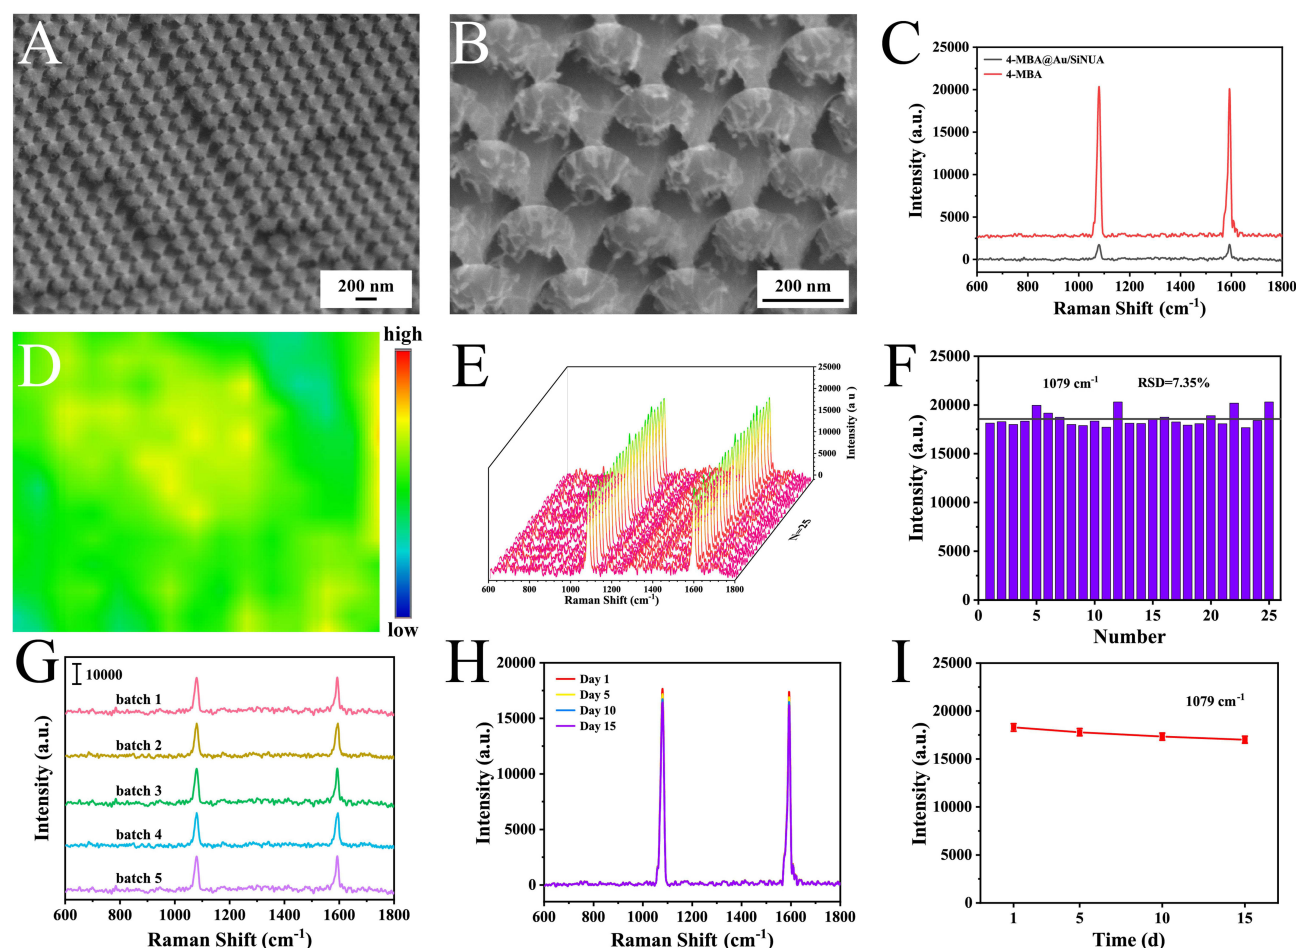 A
200 nm
B
200 nm
C
25000
20000
15000
10000
5000
0
Intensity (a.u.)
4-MBA@Au/SiNUA
4-MBA
600 800 1000 1200 1400 1600 1800
Raman Shift (cm-1)
D
high
low
E
25000
20000
15000
10000
5000
0
Intensity (a u)
N=25
600 800 1000 1200 1400 1600 1800
Raman Shift (cm-1)
F
25000
20000
15000
10000
5000
0
Intensity (a.u.)
1079 cm-1 RSD=7.35%
0 5 10 15 20 25
Number
G
10000
batch 1
batch 2
batch 3
batch 4
batch 5
Intensity (a.u.)
600 800 1000 1200 1400 1600 1800
Raman Shift (cm-1)
H
20000
15000
10000
5000
0
Intensity (a.u.)
Day 1
Day 5
Day 10
Day 15
600 800 1000 1200 1400 1600 1800
Raman Shift (cm-1)
I
25000
20000
15000
10000
5000
0
Intensity (a.u.)
1079 cm-1
1 5 10 15
Time (d)